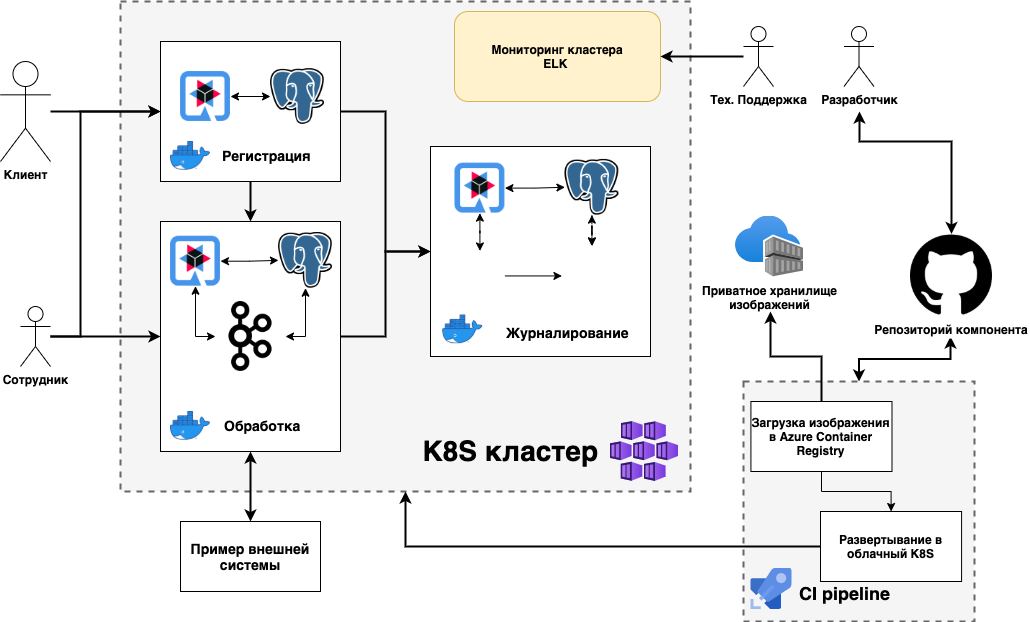 Мониторинг кластера
ELK
Тех. Поддержка
Разработчик
Регистрация
Клиент
Приватное хранилище
изображений
Репозиторий компонента
Журналирование
Сотрудник
Обработка
K8S кластер
Загрузка изображения
в Azure Container
Registry
Развертывание в
облачный K8S
Пример внешней
системы
CI pipeline